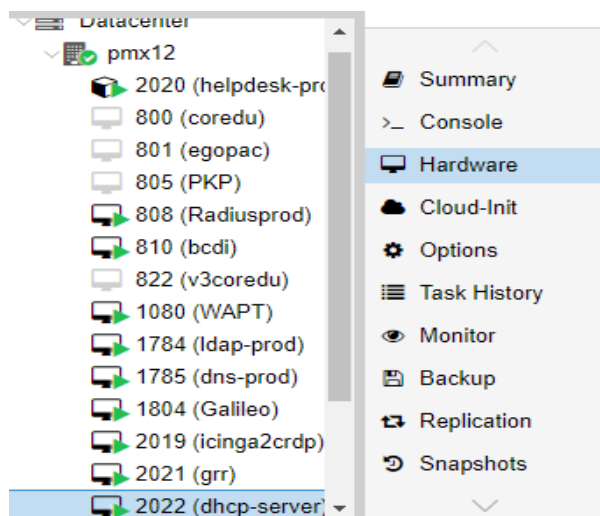 Datacenter
pmx12
2020 (helpdesk-pro
800 (coredu)
801 (egopac)
805 (PKP)
808 (Radiusprod)
810 (bcdi)
822 (v3coredu)
1080 (WAPT)
1784 (ldap-prod)
1785 (dns-prod)
1804 (Galileo)
2019 (icinga2crdp)
2021 (grr)
2022 (dhcp-server)
Summary
>_ Console
Hardware
Cloud-Init
Options
Task History
Monitor
Backup
Replication
Snapshots